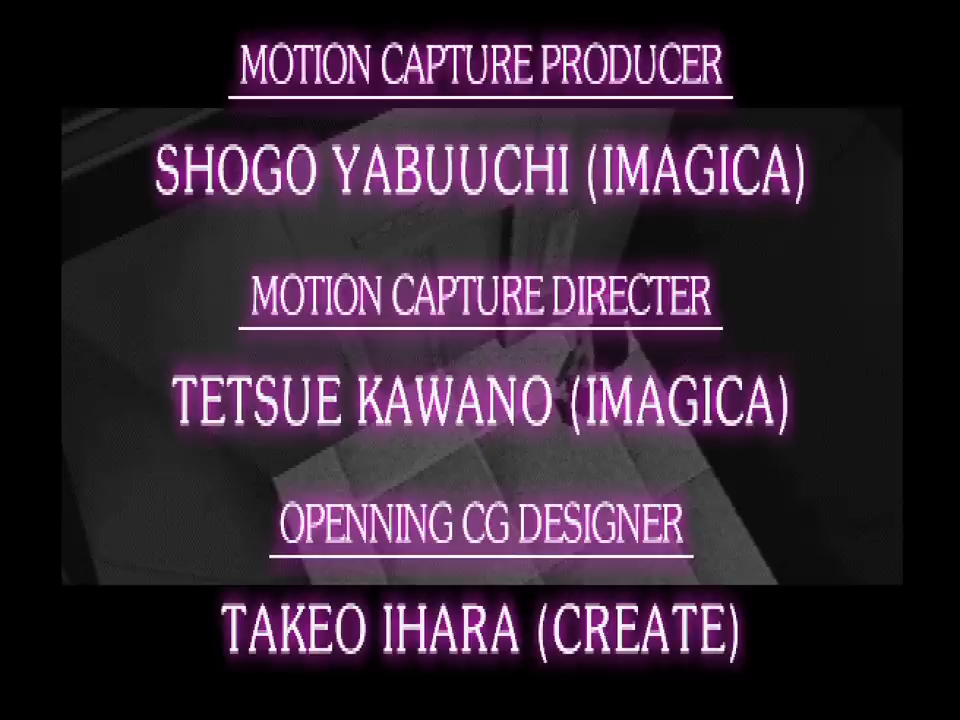 MOTION CAPTURE PRODUCER
SHOGO YABUUCHI (IMAGICA)
MOTION CAPTURE DIRECTER
TETSUE KAWANO (IMAGICA)
OPENNING CG DESIGNER
TAKEO IHARA (CREATE)